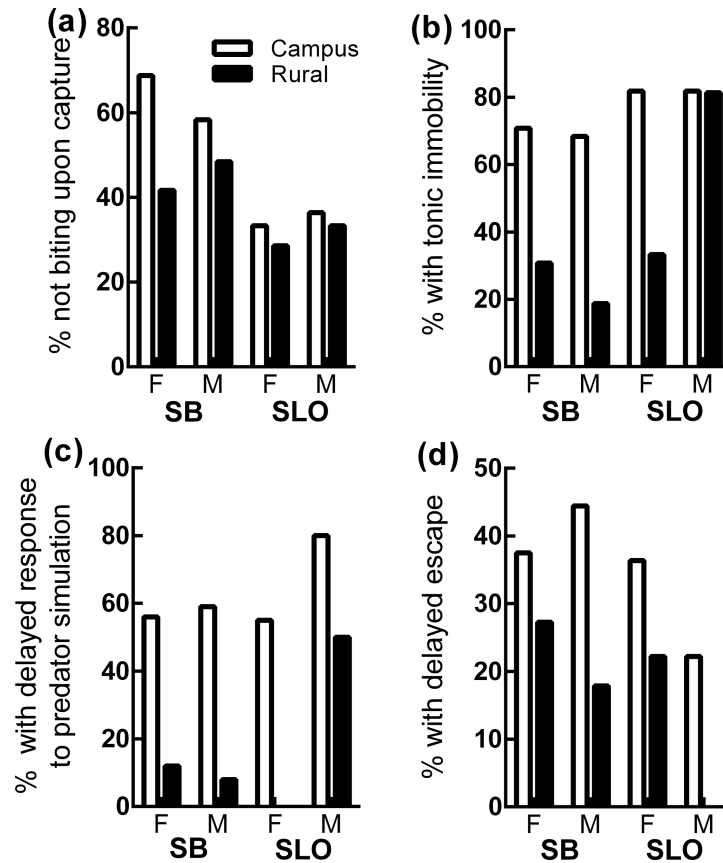 (a)
% not biting upon capture
80
60
40
20
0
Campus
Rural
F M F M
SB SLO
(b)
% with tonic immobility
100
80
60
40
20
0
F M F M
SB SLO
(c)
% with delayed response
to predator simulation
100
80
60
40
20
0
F M F M
SB SLO
(d)
% with delayed escape
50
40
30
20
10
0
F M F M
SB SLO